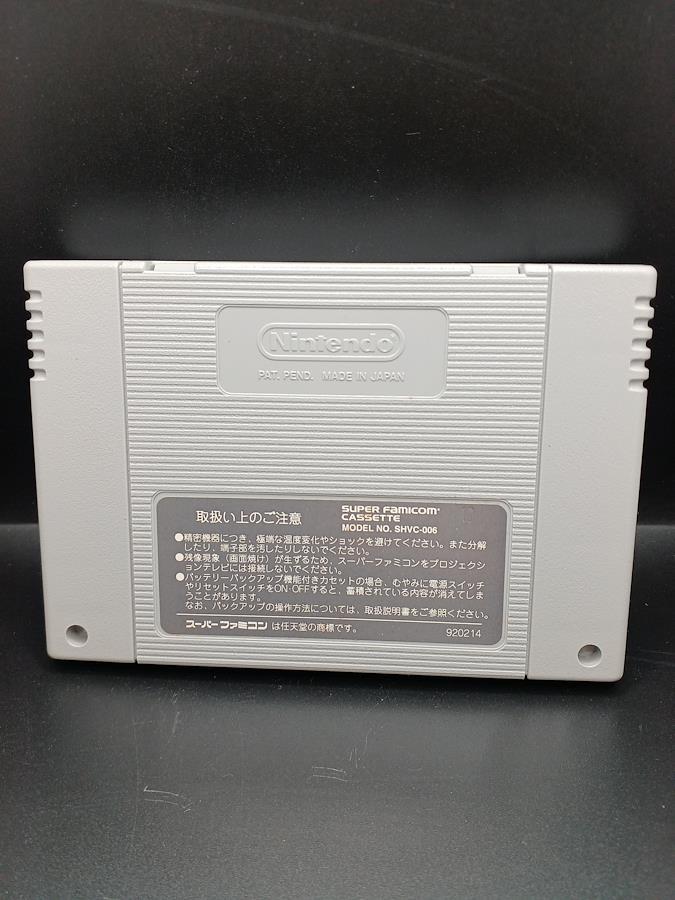 Nintendo
PAT. PEND. MADE IN JAPAN
取扱い上のご注意
SUPER FAMICOM
CASSETTE
MODEL NO. SHVC-006
●精密機器につき、極端な温度変化やショックを避けてください。また分解
したり、端子部を汚したりしないでください。
●残像現象（画面焼け）が生ずるため、スーパーファミコンをプロジェクシ
ョンテレビには接続しないでください。
●バッテリーバックアップ機能付きカセットの場合、むやみに電源スイッチ
やリセットスイッチをON・OFFすると、蓄積されている内容が消えてしま
うことがあります。
なお、バックアップの操作方法については、取扱説明書をご参照ください。
スーパーファミコン は任天堂の商標です。
920214